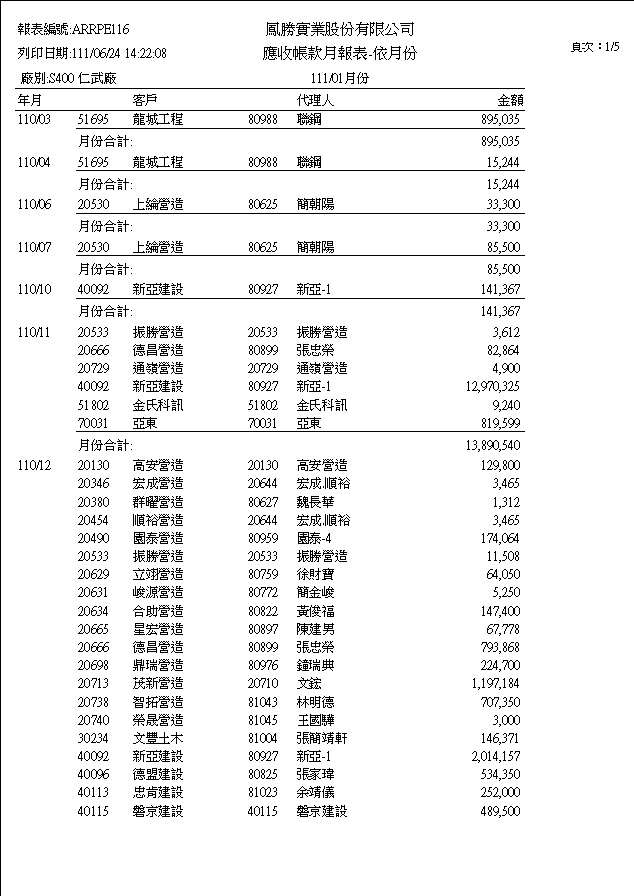 報表編號:ARRPE116
鳳勝實業股份有限公司
列印日期:111/06/24 14:22:08
應收帳款月報表-依月份
頁次：1/5
廠別:S400 仁武廠
111/01月份
年月 客戶 代理人 金額
110/03 51695 龍城工程 80988 聯鋼 895,035
月份合計: 895,035
110/04 51695 龍城工程 80988 聯鋼 15,244
月份合計: 15,244
110/06 20530 上綸營造 80625 簡朝陽 33,300
月份合計: 33,300
110/07 20530 上綸營造 80625 簡朝陽 85,500
月份合計: 85,500
110/10 40092 新亞建設 80927 新亞-1 141,367
月份合計: 141,367
110/11 20533 振勝營造 20533 振勝營造 3,612
20666 德昌營造 80899 張忠榮 82,864
20729 通嶺營造 20729 通嶺營造 4,900
40092 新亞建設 80927 新亞-1 12,970,325
51802 金氏科訊 51802 金氏科訊 9,240
70031 亞東 70031 亞東 819,599
月份合計: 13,890,540
110/12 20130 高安營造 20130 高安營造 129,800
20346 宏成營造 20644 宏成.順裕 3,465
20380 群曜營造 80627 魏長華 1,312
20454 順裕營造 20644 宏成.順裕 3,465
20490 園泰營造 80959 園泰-4 174,064
20533 振勝營造 20533 振勝營造 11,508
20629 立翊營造 80759 徐財寶 64,050
20631 峻源營造 80772 簡金峻 5,250
20634 合助營造 80822 黃俊福 147,400
20665 星宏營造 80897 陳建男 67,778
20666 德昌營造 80899 張忠榮 793,868
20698 鼎瑞營造 80976 鐘瑞典 224,700
20713 茂新營造 20710 文鋐 1,197,184
20738 智拓營造 81043 林明德 707,350
20740 榮晟營造 81045 王國驊 3,000
30234 文豐土木 81004 張簡靖軒 146,371
40092 新亞建設 80927 新亞-1 2,014,157
40096 德盟建設 80825 張家瑋 534,350
40113 忠肯建設 81023 余靖儀 252,000
40115 磐京建設 40115 磐京建設 489,500